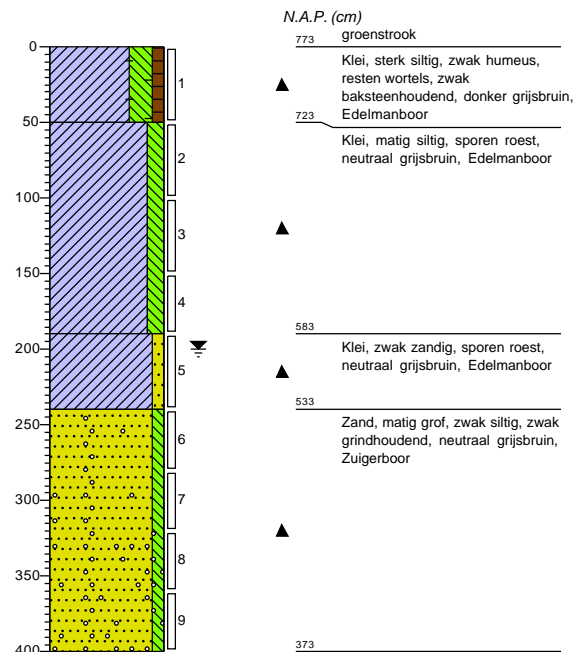 N.A.P. (cm)
groenstrook
0
773
Klei, sterk siltig, zwak humeus,
resten wortels, zwak
baksteenhoudend, donker grijsbruin,
Edelmanboor
1
50
723
Klei, matig siltig, sporen roest,
neutraal grijsbruin, Edelmanboor
2
100
3
150
4
583
Klei, zwak zandig, sporen roest,
neutraal grijsbruin, Edelmanboor
200
5
533
Zand, matig grof, zwak siltig, zwak
grindhoudend, neutraal grijsbruin,
Zuigerboor
250
6
300
7
8
350
9
400
373